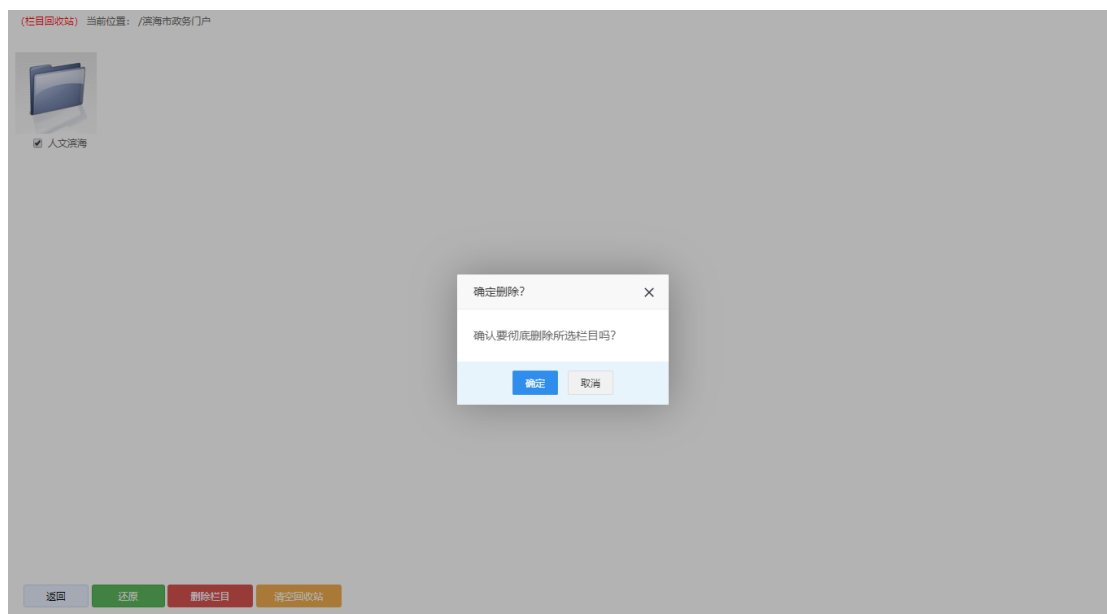 (栏目回收站) 当前位置： /滨海市政务门户
人文滨海
确定删除?
确认要彻底删除所选栏目吗?
确定 取消
返回 还原 删除栏目 清空回收站